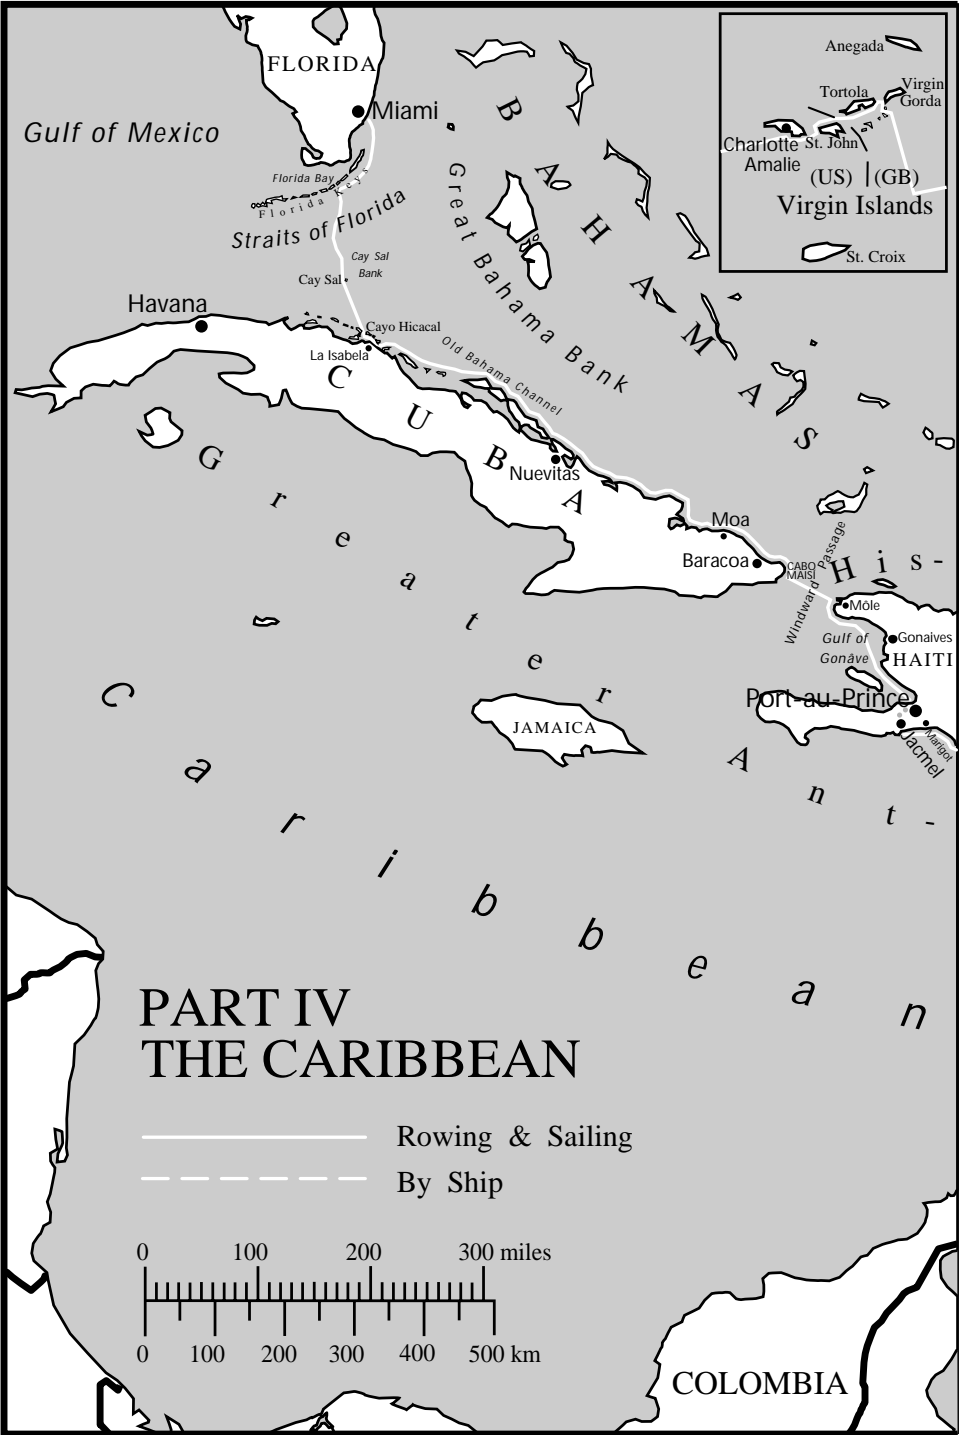 FLORIDA
Miami
Gulf of Mexico
Florida Bay
Florida Keys
Straits of Florida
Cay Sal
Bank
Cay Sal
Havana
Cayo Hicacal
La Isabela
Old Bahama Channel
Great Bahama Bank
BAHAMAS
CUBA
Nuevitas
Moa
Baracoa
CABO
MAISI
Windward Passage
Anegada
Tortola
Virgin
Gorda
Charlotte
Amalie
St. John
(US)
(GB)
Virgin Islands
St. Croix
Greater
Ant-
His-
Môle
Gulf of
Gonâve
Gonaives
HAITI
Port-au-Prince
Jacmel
Marigot
JAMAICA
Caribbean
PART IV
THE CARIBBEAN
Rowing & Sailing
By Ship
0 100 200 300 miles
0 100 200 300 400 500 km
COLOMBIA